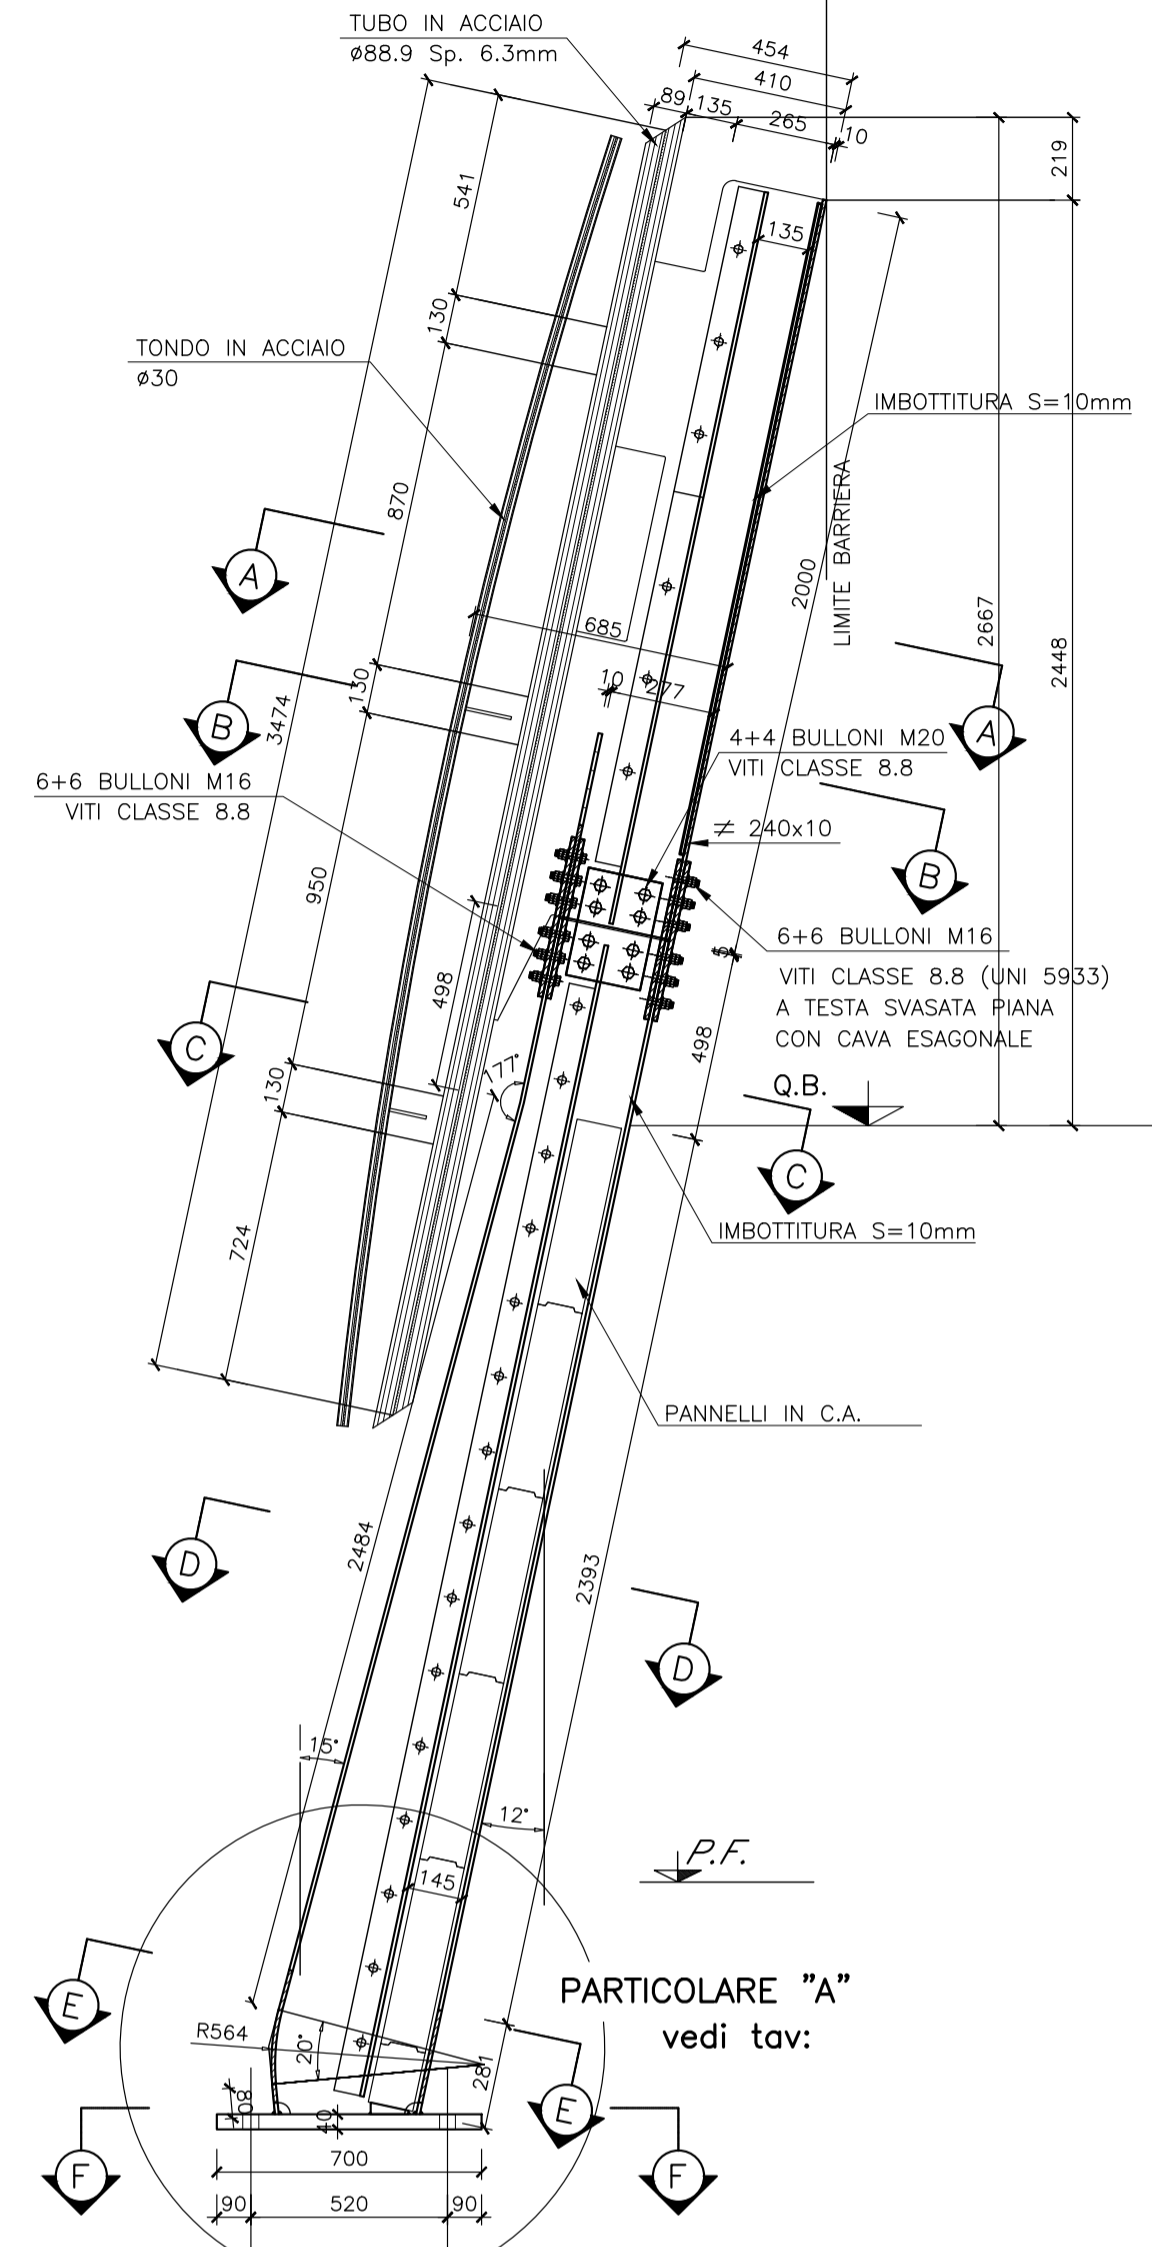 TUBO IN ACCIAIO
ø88.9 Sp. 6.3mm
454
410
89
135
265
10
219
541
130
135
TONDO IN ACCIAIO
ø30
IMBOTTITURA S=10mm
LIMITE BARRIERA
870
A
2000
2667
2448
685
10
277
130
B
3474
A
4+4 BULLONI M20
VITI CLASSE 8.8
6+6 BULLONI M16
VITI CLASSE 8.8
≠ 240x10
B
950
6+6 BULLONI M16
VITI CLASSE 8.8 (UNI 5933)
A TESTA SVASATA PIANA
CON CAVA ESAGONALE
5
498
498
C
177°
130
Q.B.
C
IMBOTTITURA S=10mm
724
PANNELLI IN C.A.
2484
2393
D
D
15°
12°
P.F.
145
E
PARTICOLARE "A"
vedi tav:
R564
20°
281
E
80
40
F
F
700
90
520
90